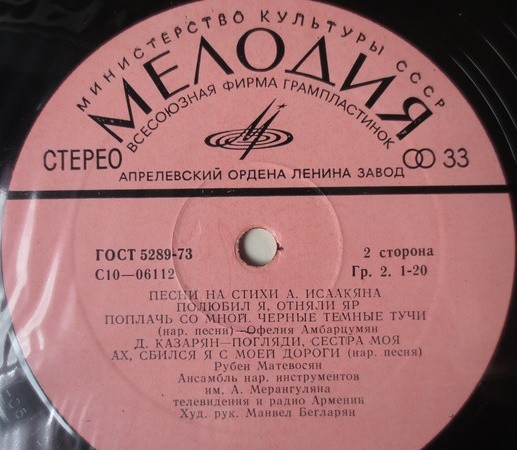 МИНИСТЕРСТВО КУЛЬТУРЫ СССР
МЕЛОДИЯ
ВСЕСОЮЗНАЯ ФИРМА ГРАМПЛАСТИНОК
СТЕРЕО 33
АПРЕЛЕВСКИЙ ОРДЕНА ЛЕНИНА ЗАВОД
ГОСТ 5289-73 2 сторона
С10—06112 Гр. 2. 1-20
ПЕСНИ НА СТИХИ А. ИСААКЯНА
ПОЛЮБИЛ Я, ОТНЯЛИ ЯР
ПОПЛАЧЬ СО МНОЙ. ЧЕРНЫЕ ТЕМНЫЕ ТУЧИ
(нар. песни)—Офелия Амбарцумян
Д. КАЗАРЯН—ПОГЛЯДИ, СЕСТРА МОЯ
АХ, СБИЛСЯ Я С МОЕЙ ДОРОГИ (нар. песня)
Рубен Матевосян
Ансамбль нар. инструментов
им. А. Мерангуляна
телевидения и радио Армении
Худ. рук. Манвел Бегларян